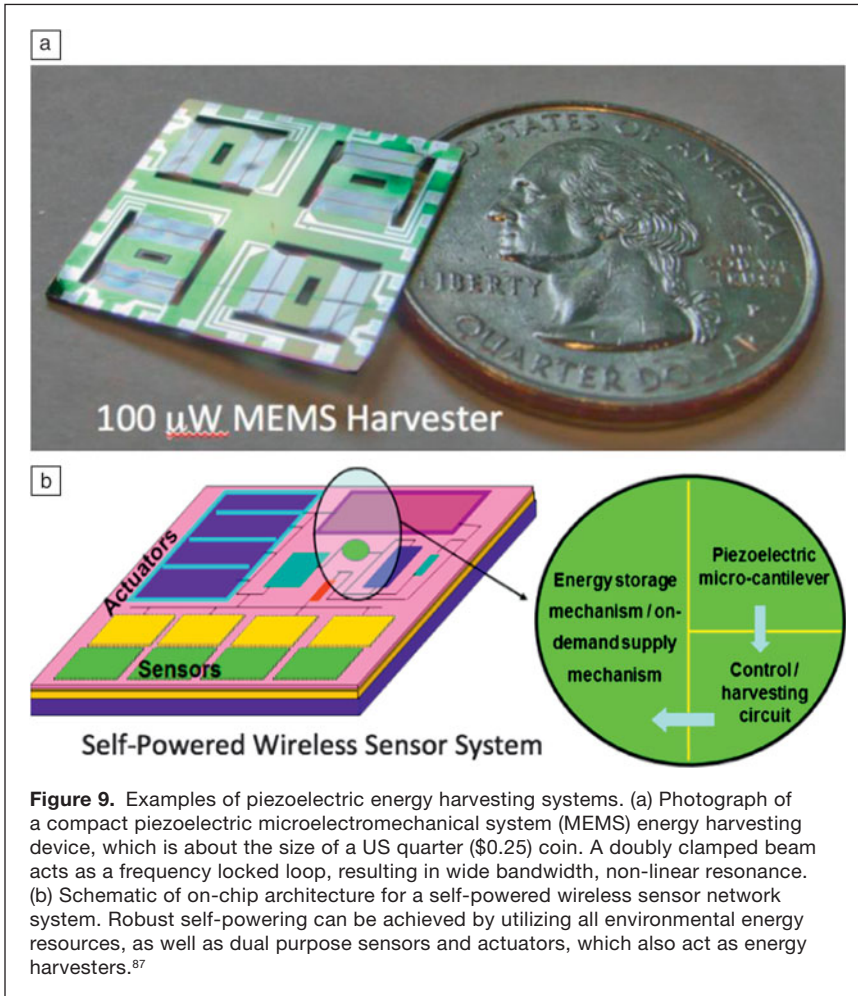 a
STATES OF AMERICA
LIBERTY
IN
GOD WE
TRUST
P
QUARTER DOLLAR
100 µW MEMS Harvester
b
Actuators
Sensors
Self-Powered Wireless Sensor System
Energy storage
mechanism / on-
demand supply
mechanism
Piezoelectric
micro-cantilever
Control /
harvesting
circuit
Figure 9. Examples of piezoelectric energy harvesting systems. (a) Photograph of
a compact piezoelectric microelectromechanical system (MEMS) energy harvesting
device, which is about the size of a US quarter ($0.25) coin. A doubly clamped beam
acts as a frequency locked loop, resulting in wide bandwidth, non-linear resonance.
(b) Schematic of on-chip architecture for a self-powered wireless sensor network
system. Robust self-powering can be achieved by utilizing all environmental energy
resources, as well as dual purpose sensors and actuators, which also act as energy
harvesters.⁸⁷